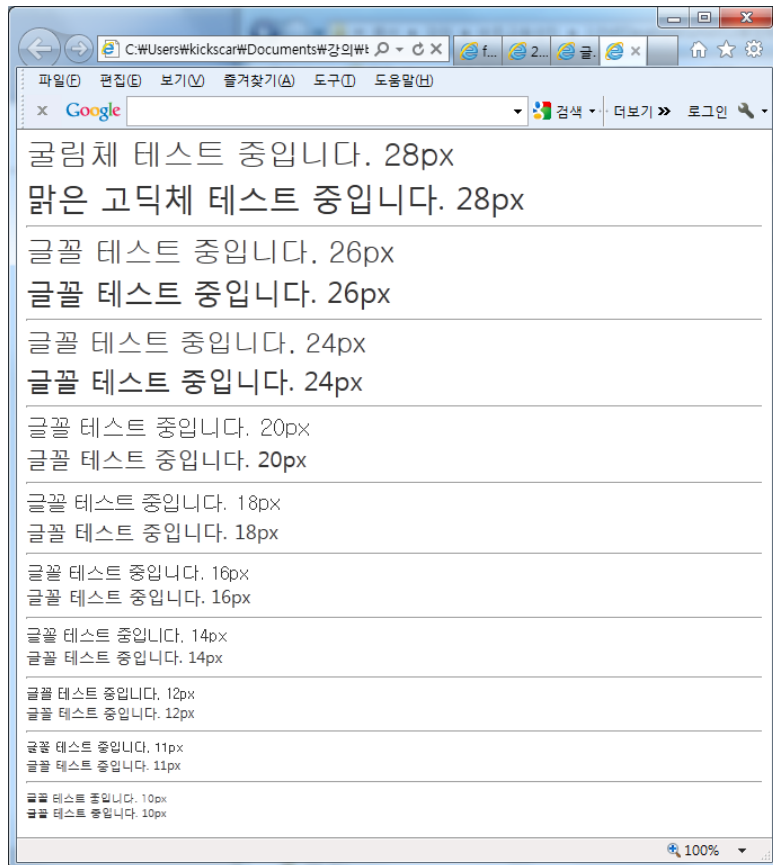 C:₩Users₩kickscar₩Documents₩강의₩
f...
2...
글.
파일(F) 편집(E) 보기(V) 즐겨찾기(A) 도구(T) 도움말(H)
x Google 검색 더보기 로그인
굴림체 테스트 중입니다. 28px
맑은 고딕체 테스트 중입니다. 28px
글꼴 테스트 중입니다. 26px
글꼴 테스트 중입니다. 26px
글꼴 테스트 중입니다. 24px
글꼴 테스트 중입니다. 24px
글꼴 테스트 중입니다. 20px
글꼴 테스트 중입니다. 20px
글꼴 테스트 중입니다. 18px
글꼴 테스트 중입니다. 18px
글꼴 테스트 중입니다. 16px
글꼴 테스트 중입니다. 16px
글꼴 테스트 중입니다. 14px
글꼴 테스트 중입니다. 14px
글꼴 테스트 중입니다. 12px
글꼴 테스트 중입니다. 12px
글꼴 테스트 중입니다. 11px
글꼴 테스트 중입니다. 11px
글꼴 테스트 중입니다. 10px
글꼴 테스트 중입니다. 10px
100%